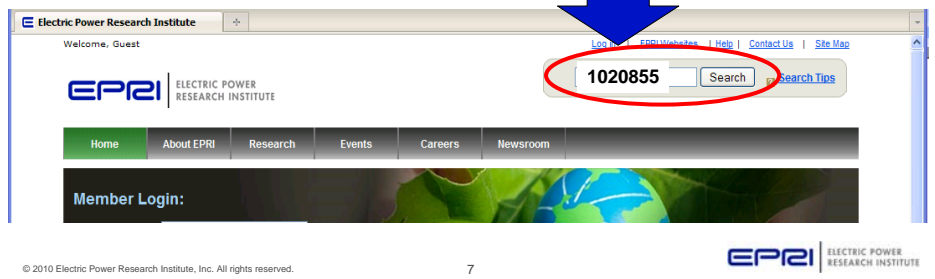 Electric Power Research Institute
Welcome, Guest
Log in | EPRI Websites | Help | Contact Us | Site Map
EPRI ELECTRIC POWER
RESEARCH INSTITUTE
1020855 Search Search Tips
Home About EPRI Research Events Careers Newsroom
Member Login:
© 2010 Electric Power Research Institute, Inc. All rights reserved.
7
EPRI ELECTRIC POWER
RESEARCH INSTITUTE